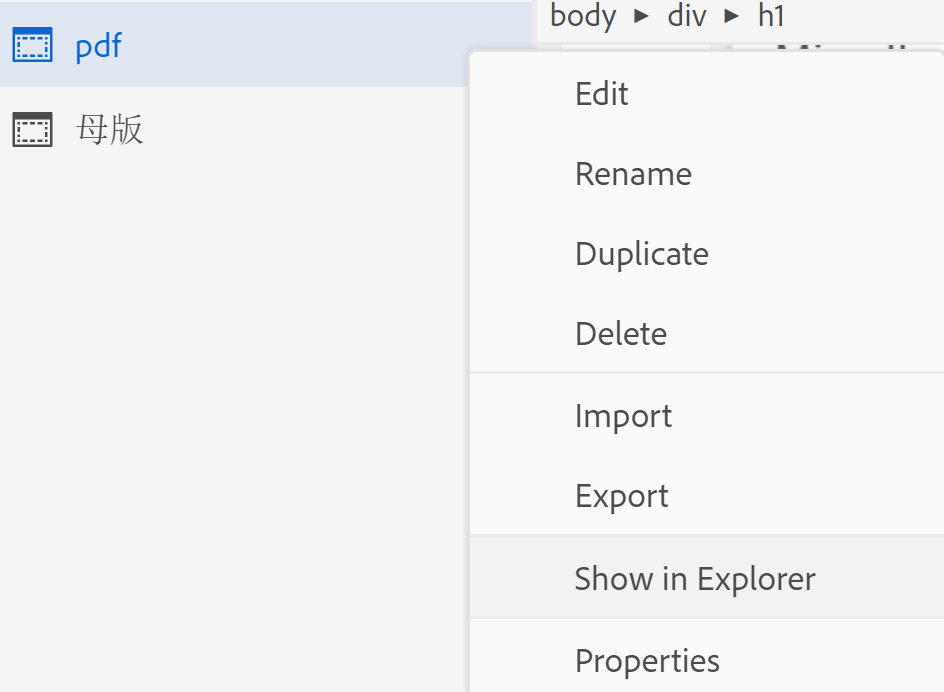 body ▸ div ▸ h1
pdf
母版
Edit
Rename
Duplicate
Delete
Import
Export
Show in Explorer
Properties